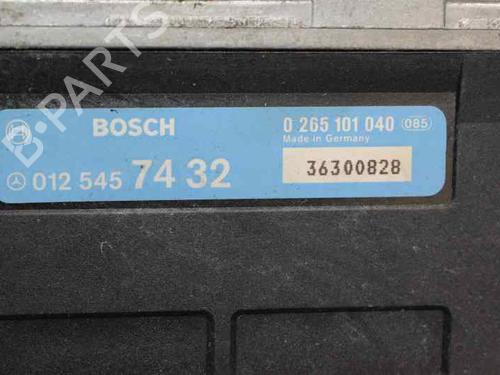 BOSCH
0 265 101 040 085
Made in Germany
012 545 74 32
36300828
B-Parts